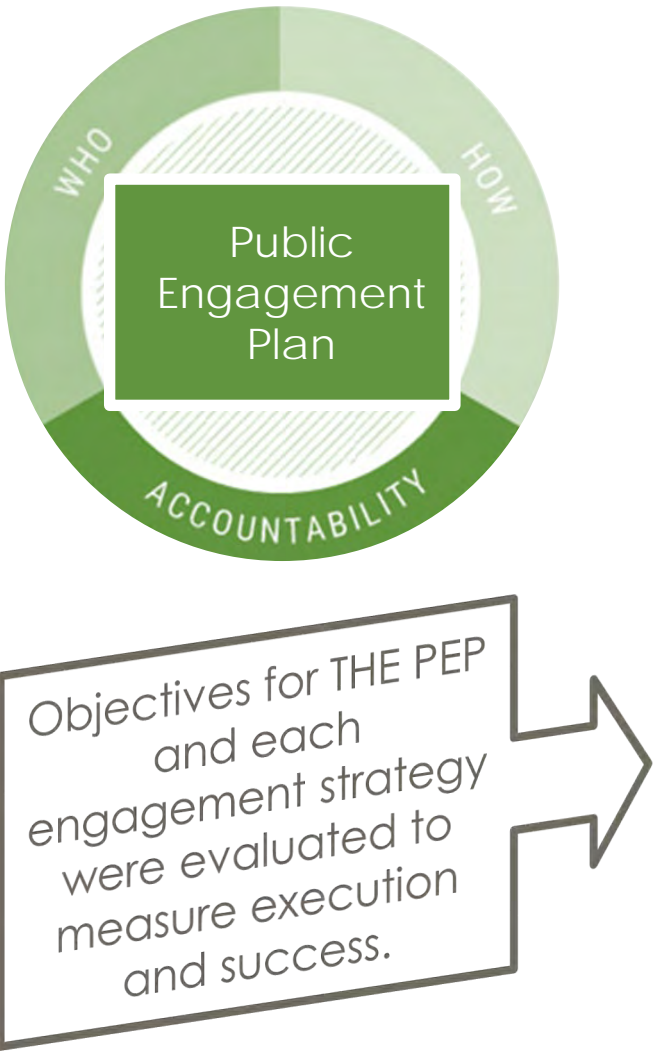 WHO
HOW
Public
Engagement
Plan
ACCOUNTABILITY
Objectives for THE PEP
and each
engagement strategy
were evaluated to
measure execution
and success.